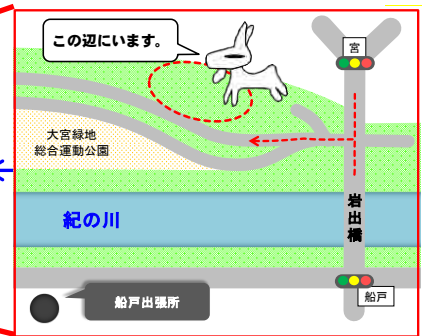 この辺にいます。
宮
大宮緑地
総合運動公園
岩出橋
紀の川
船戸
船戸出張所